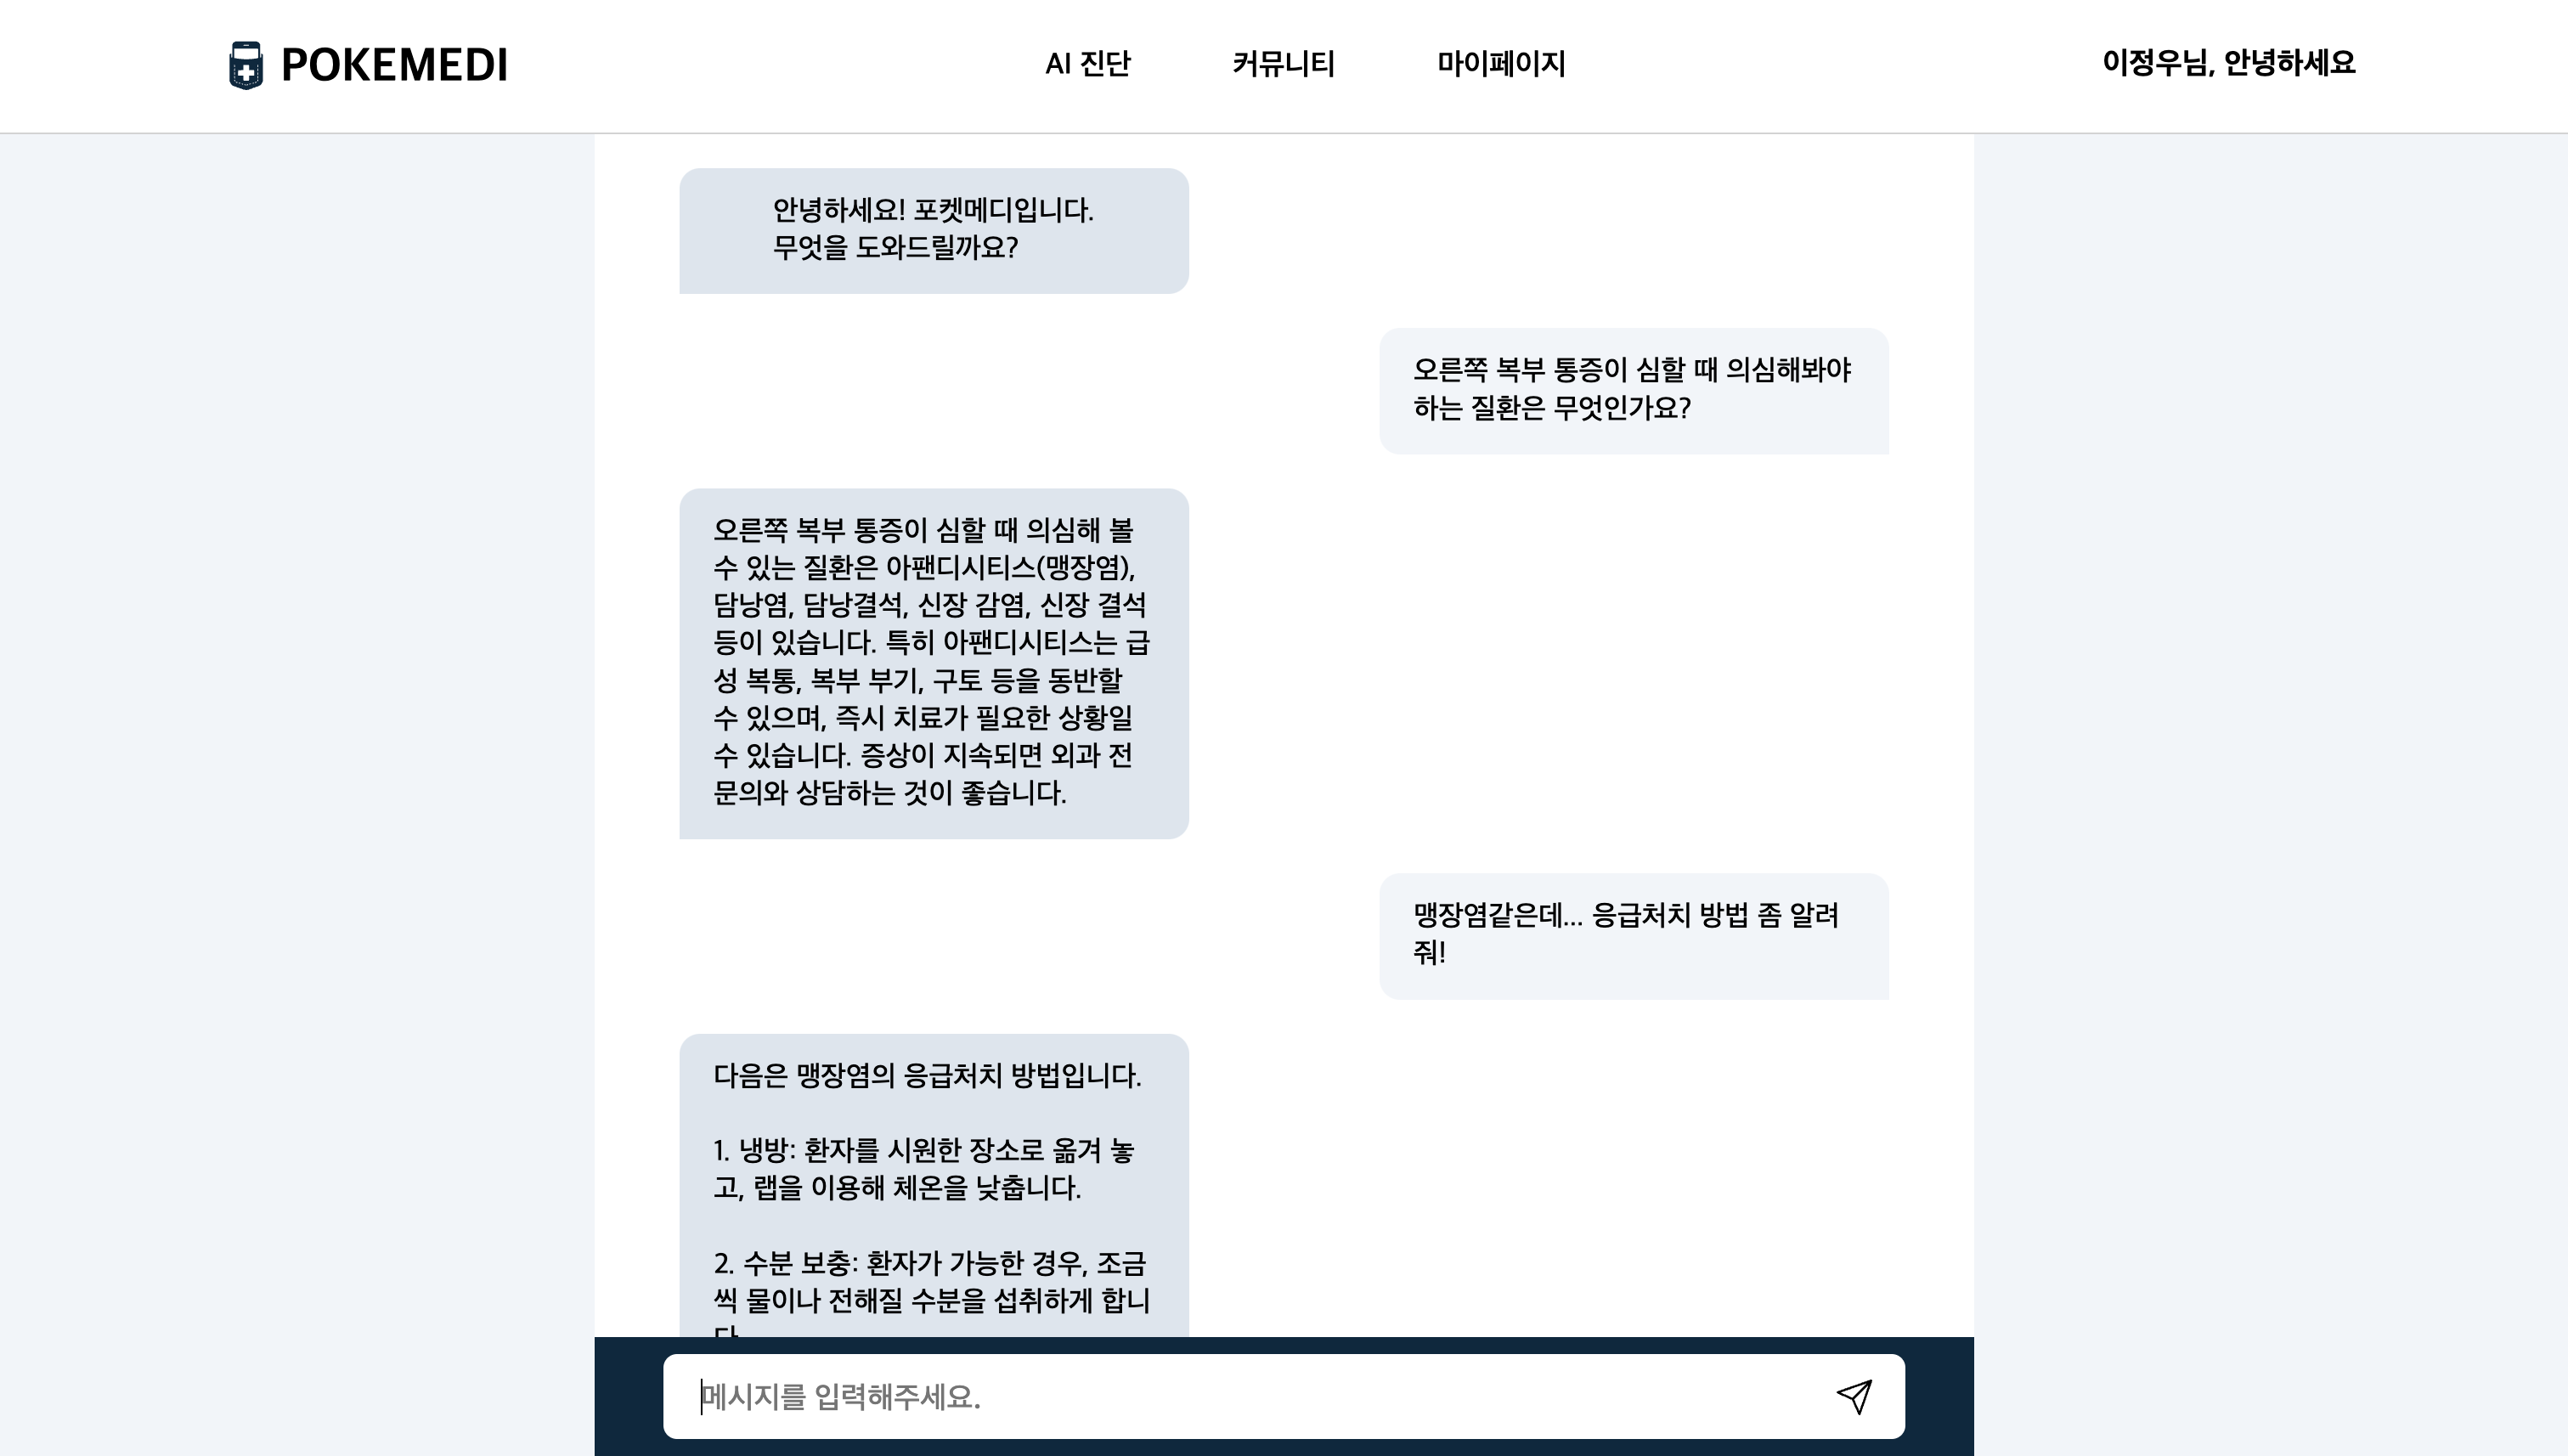 POKEMEDI
AI 진단
커뮤니티
마이페이지
이정우님, 안녕하세요
안녕하세요! 포켓메디입니다.
무엇을 도와드릴까요?
오른쪽 복부 통증이 심할 때 의심해봐야
하는 질환은 무엇인가요?
오른쪽 복부 통증이 심할 때 의심해 볼
수 있는 질환은 아팬디시티스(맹장염),
담낭염, 담낭결석, 신장 감염, 신장 결석
등이 있습니다. 특히 아팬디시티스는 급
성 복통, 복부 부기, 구토 등을 동반할
수 있으며, 즉시 치료가 필요한 상황일
수 있습니다. 증상이 지속되면 외과 전
문의와 상담하는 것이 좋습니다.
맹장염같은데... 응급처치 방법 좀 알려
줘!
다음은 맹장염의 응급처치 방법입니다.
1. 냉방: 환자를 시원한 장소로 옮겨 놓
고, 랩을 이용해 체온을 낮춥니다.
2. 수분 보충: 환자가 가능한 경우, 조금
씩 물이나 전해질 수분을 섭취하게 합니
메시지를 입력해주세요.